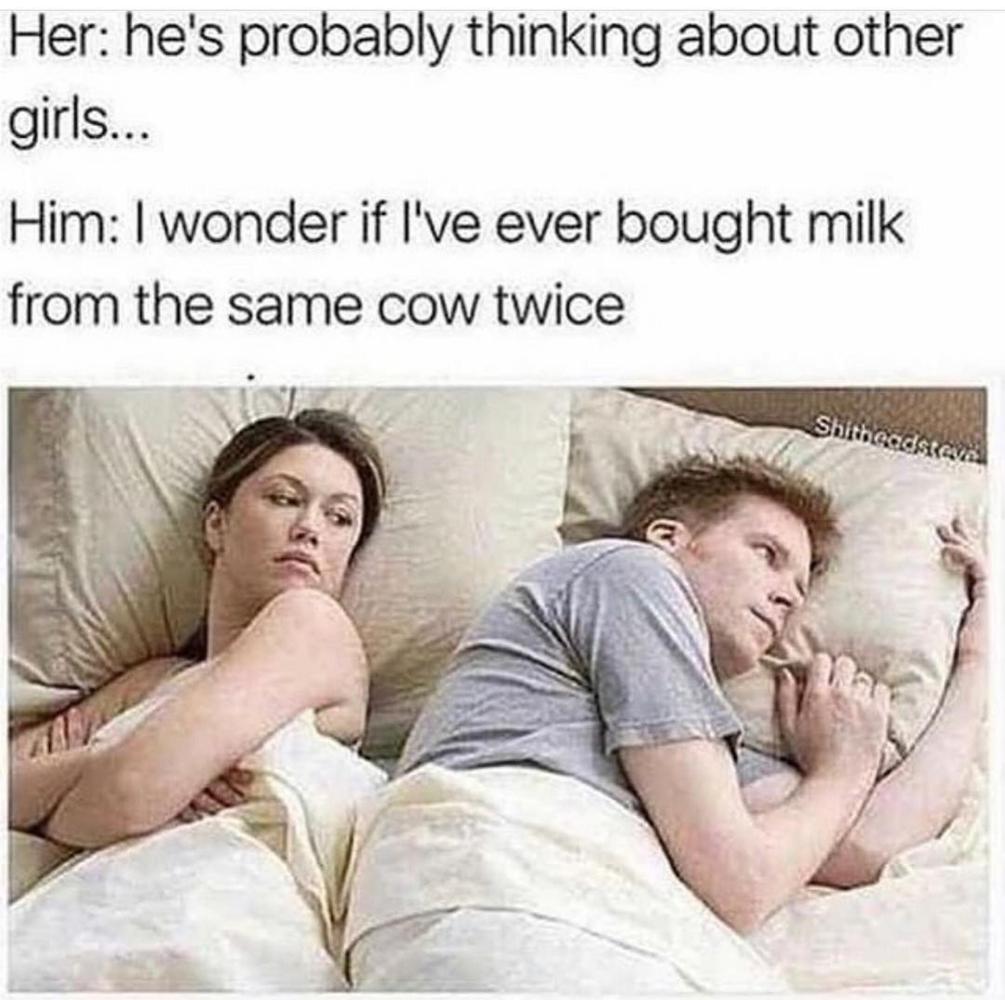 Her: he's probably thinking about other
girls...
Him: I wonder if I've ever bought milk
from the same cow twice
Shitheadsteve